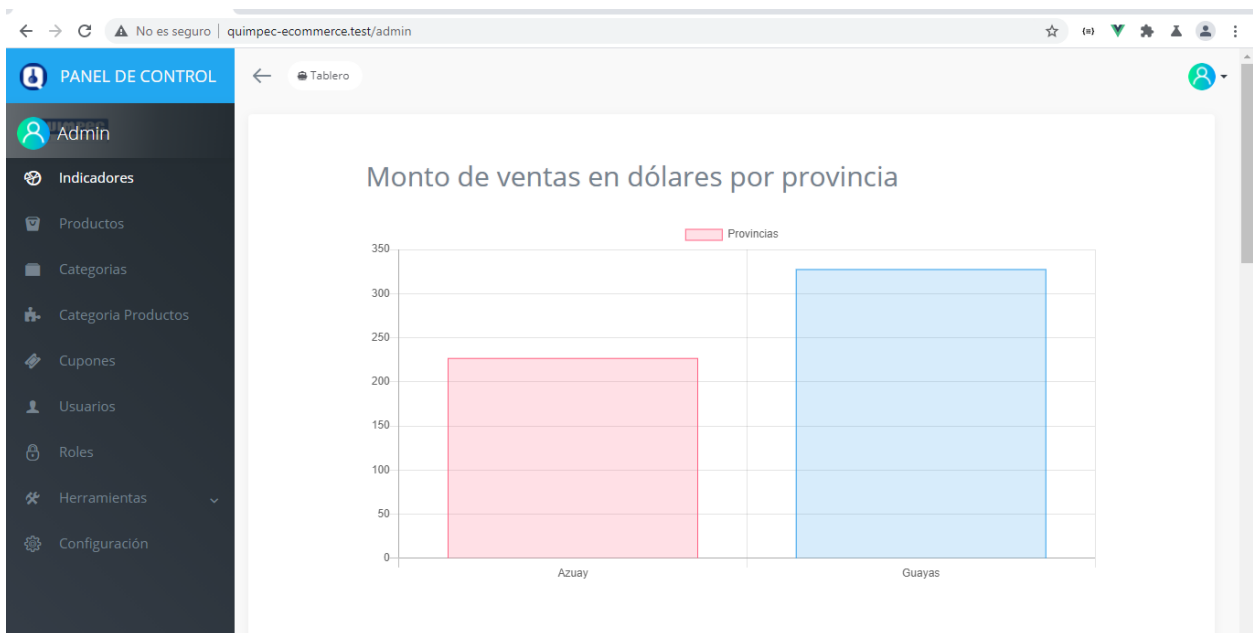 No es seguro | quimpec-ecommerce.test/admin
PANEL DE CONTROL
Tablero
Admin
Indicadores
Productos
Categorias
Categoria Productos
Cupones
Usuarios
Roles
Herramientas
Configuración
Monto de ventas en dólares por provincia
Provincias
350
300
250
200
150
100
50
0
Azuay
Guayas